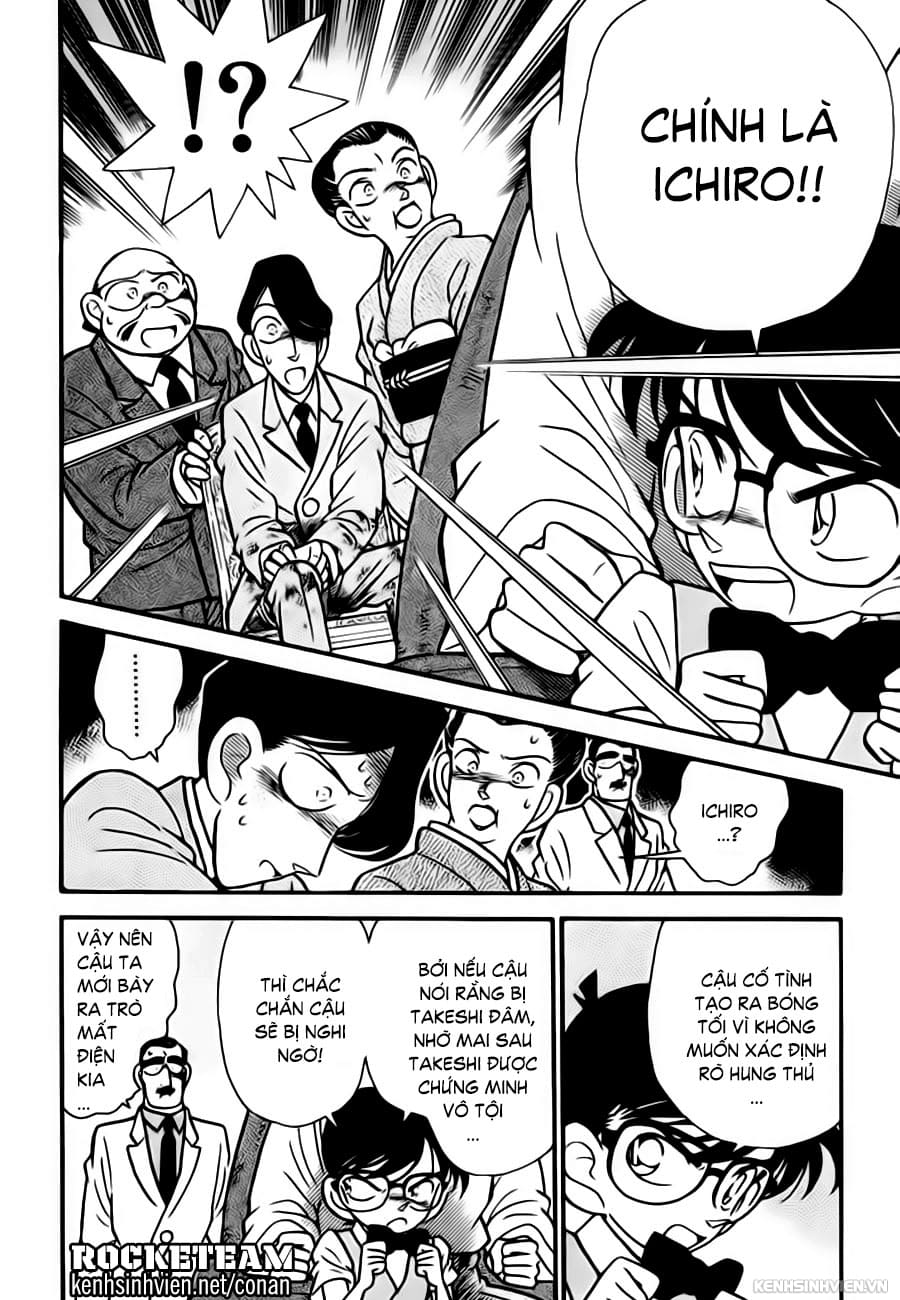 CHÍNH LÀ
ICHIRO!!
!?
.........
ICHIRO
...?
CẬU CỐ TÌNH
TẠO RA BÓNG
TỐI VÌ KHÔNG
MUỐN XÁC ĐỊNH
RÕ HUNG THỦ
...
BỞI NẾU CẬU
NÓI RẰNG BỊ
TAKESHI ĐÂM,
NHỠ MAI SAU
TAKESHI ĐƯỢC
CHỨNG MINH
VÔ TỘI
...
THÌ CHẮC
CHẮN CẬU
SẼ BỊ NGHI
NGỜ!
VẬY NÊN
CẬU TA
MỚI BÀY
RA TRÒ
MẤT
ĐIỆN
KIA
...
ROCKETEAM
kenhsinhvien.net/conan
KENHSINHVIEN.VN